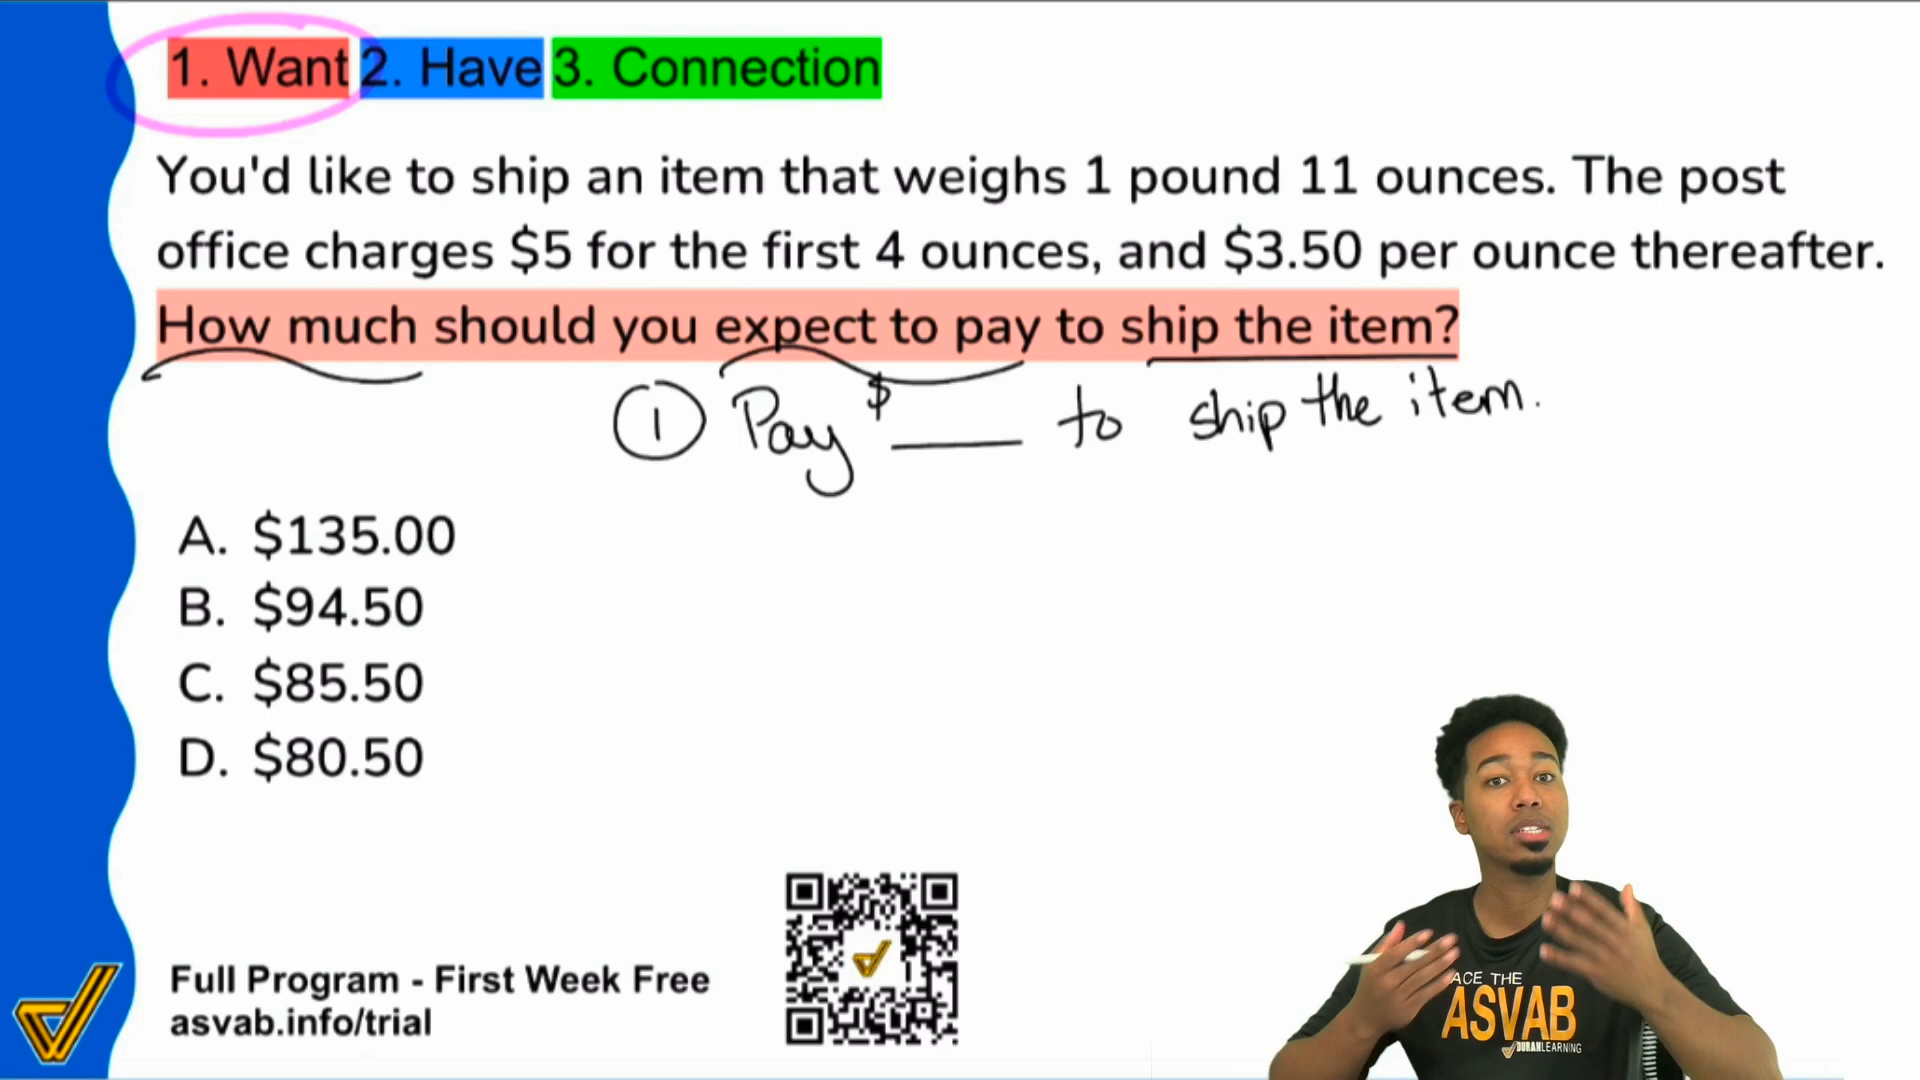 1. Want 2. Have 3. Connection
You'd like to ship an item that weighs 1 pound 11 ounces. The post
office charges $5 for the first 4 ounces, and $3.50 per ounce thereafter.
How much should you expect to pay to ship the item?
1 Pay $____ to ship the item.
A. $135.00
B. $94.50
C. $85.50
D. $80.50
Full Program - First Week Free
asvab.info/trial
ACE THE
ASVAB
DURANLEARNING